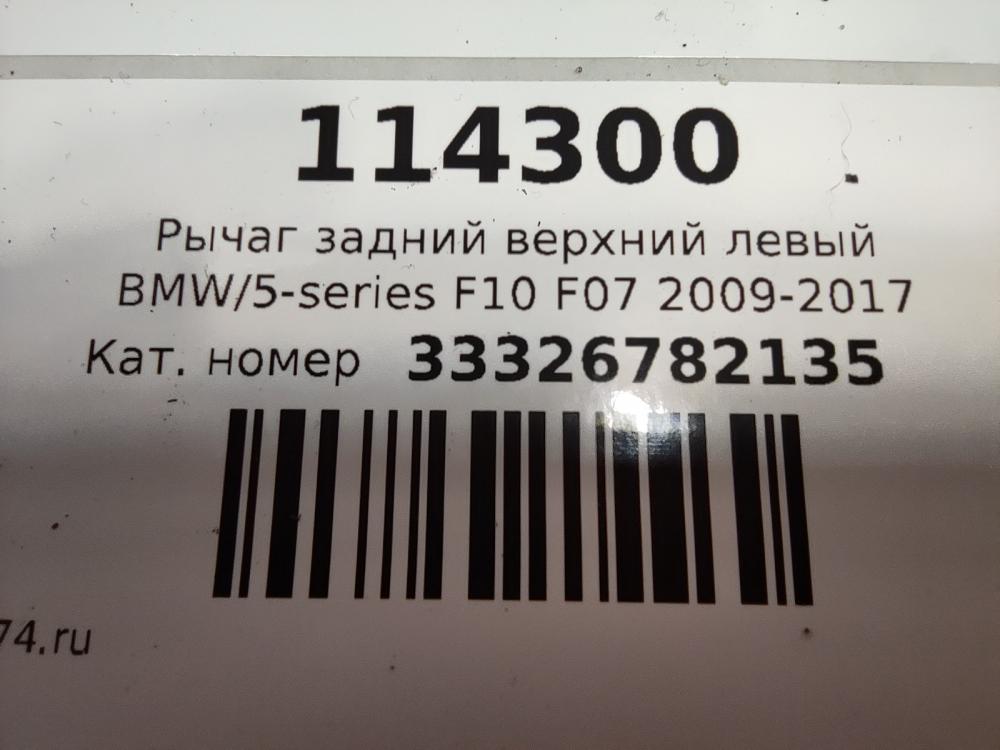 114300
Рычаг задний верхний левый
BMW/5-series F10 F07 2009-2017
Кат. номер 33326782135
74.ru